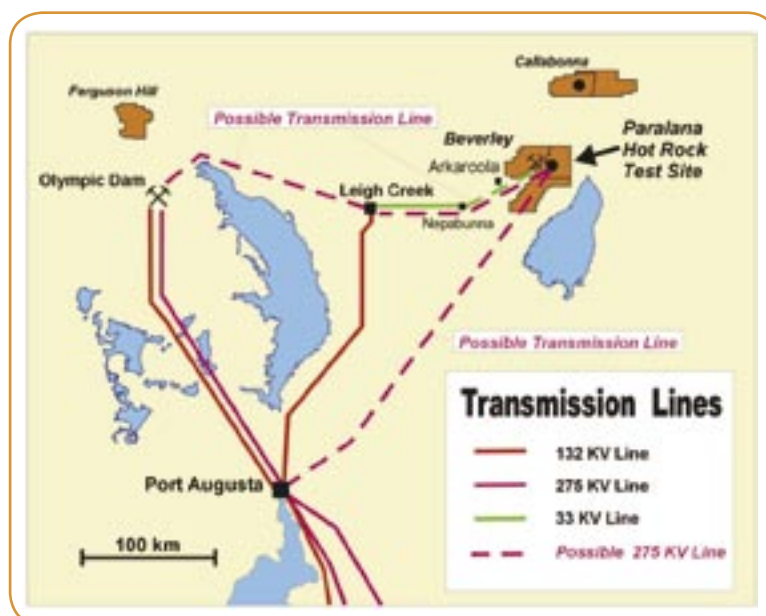 Callabonna
Ferguson Hill
Possible Transmission Line
Beverley
Paralana
Hot Rock
Test Site
Arkaroola
Olympic Dam
Leigh Creek
Nepabunna
Possible Transmission Line
Transmission Lines
132 KV Line
275 KV Line
33 KV Line
Possible 275 KV Line
Port Augusta
100 km